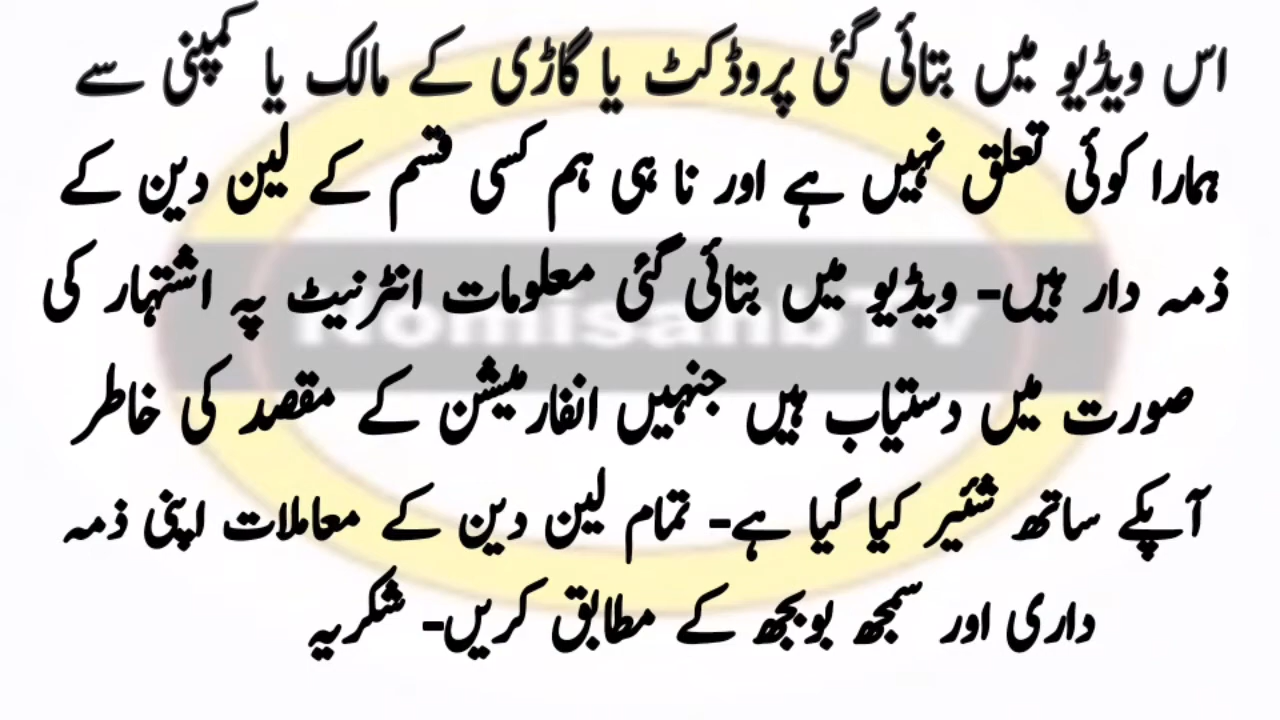 اس ویڈیو میں بتائی گئی پروڈکٹ یا گاڑی کے مالک یا کمپنی سے
ہمارا کوئی تعلق نہیں ہے اور نا ہی ہم کسی قسم کے لین دین کے
ذمہ دار ہیں- ویڈیو میں بتائی گئی معلومات انٹرنیٹ پہ اشتہار کی
صورت میں دستیاب ہیں جنہیں انفارمیشن کے مقصد کی خاطر
آپکے ساتھ شئیر کیا گیا ہے- تمام لین دین کے معاملات اپنی ذمہ
داری اور سمجھ بوجھ کے مطابق کریں- شکریہ
RomisahbTv